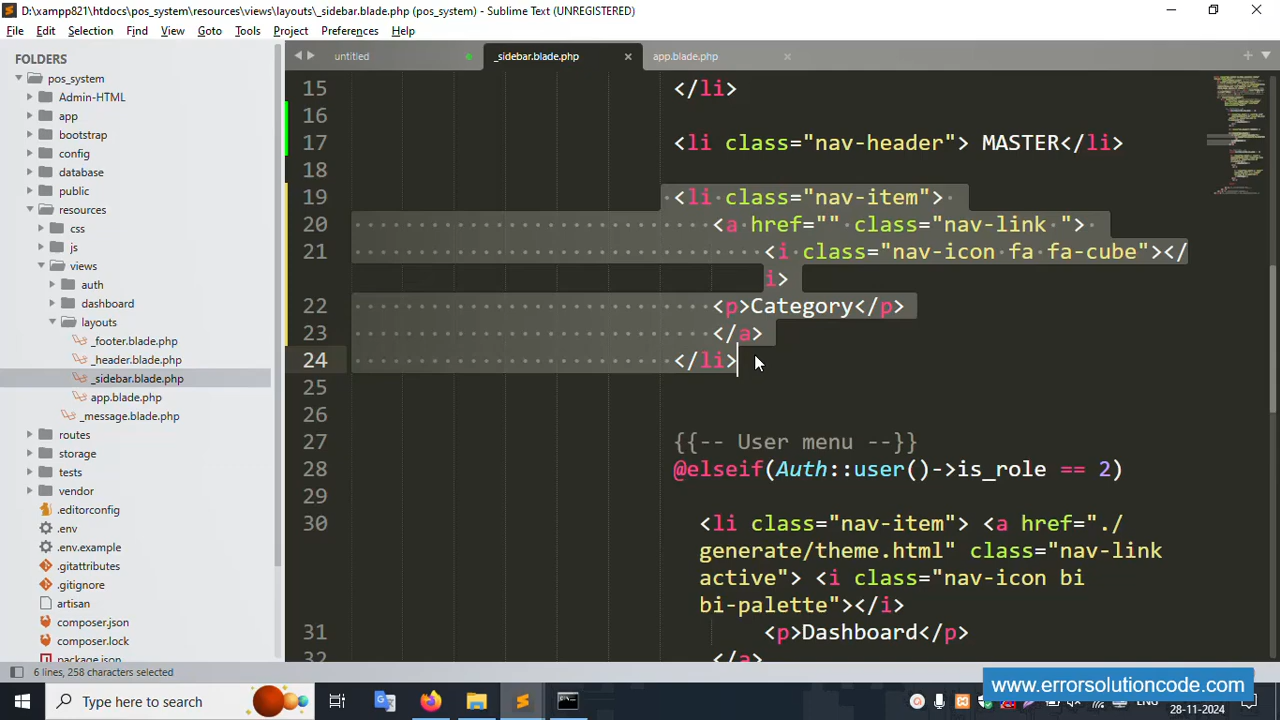 D:\xampp821\htdocs\pos_system\resources\views\layouts\_sidebar.blade.php (pos_system) - Sublime Text (UNREGISTERED)
File Edit Selection Find View Goto Tools Project Preferences Help
FOLDERS
pos_system
Admin-HTML
app
bootstrap
config
database
public
resources
css
js
views
auth
dashboard
layouts
_footer.blade.php
_header.blade.php
_sidebar.blade.php
app.blade.php
_message.blade.php
routes
storage
tests
vendor
.editorconfig
.env
.env.example
.gitattributes
.gitignore
artisan
composer.json
composer.lock
package.json
untitled _sidebar.blade.php app.blade.php
15 </li>
16
17 <li class="nav-header"> MASTER</li>
18
19 <li class="nav-item">
20 <a href="" class="nav-link ">
21 <i class="nav-icon fa fa-cube"></
i>
22 <p>Category</p>
23 </a>
24 </li>
25
26
27 {{-- User menu --}}
28 @elseif(Auth::user()->is_role == 2)
29
30 <li class="nav-item"> <a href="./
generate/theme.html" class="nav-link
active"> <i class="nav-icon bi
bi-palette"></i>
31 <p>Dashboard</p>
32 </a>
6 lines, 258 characters selected
www.errorsolutioncode.com
Type here to search
28-11-2024